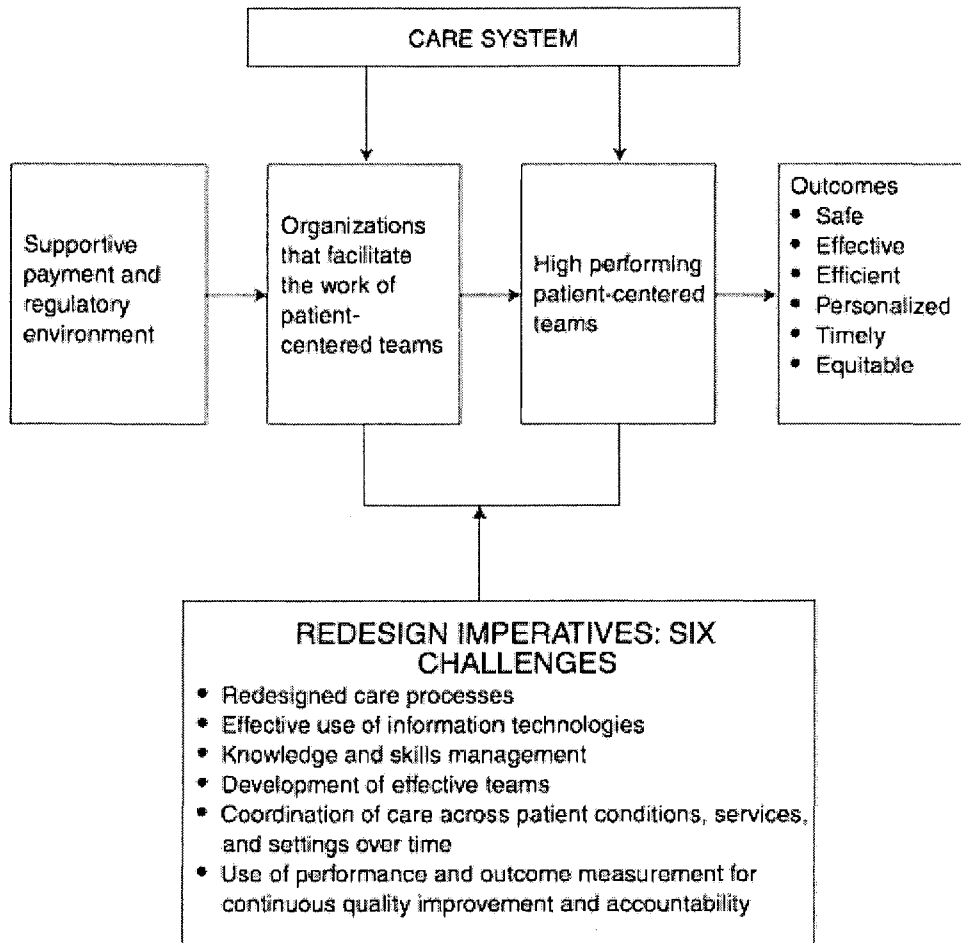 CARE SYSTEM
Supportive
payment and
regulatory
environment
Organizations
that facilitate
the work of
patient-
centered teams
High performing
patient-centered
teams
Outcomes
• Safe
• Effective
• Efficient
• Personalized
• Timely
• Equitable
REDESIGN IMPERATIVES: SIX
CHALLENGES
• Redesigned care processes
• Effective use of information technologies
• Knowledge and skills management
• Development of effective teams
• Coordination of care across patient conditions, services,
and settings over time
• Use of performance and outcome measurement for
continuous quality improvement and accountability